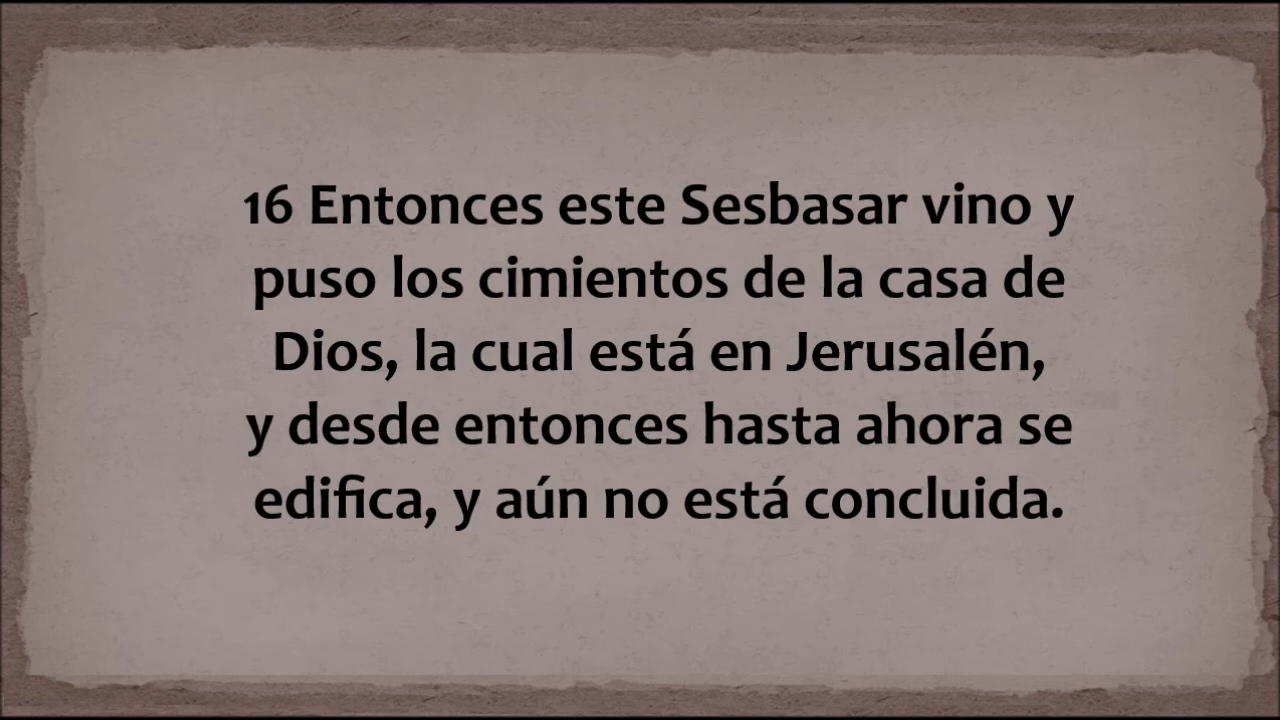 16 Entonces este Sesbasar vino y
puso los cimientos de la casa de
Dios, la cual está en Jerusalén,
y desde entonces hasta ahora se
edifica, y aún no está concluida.